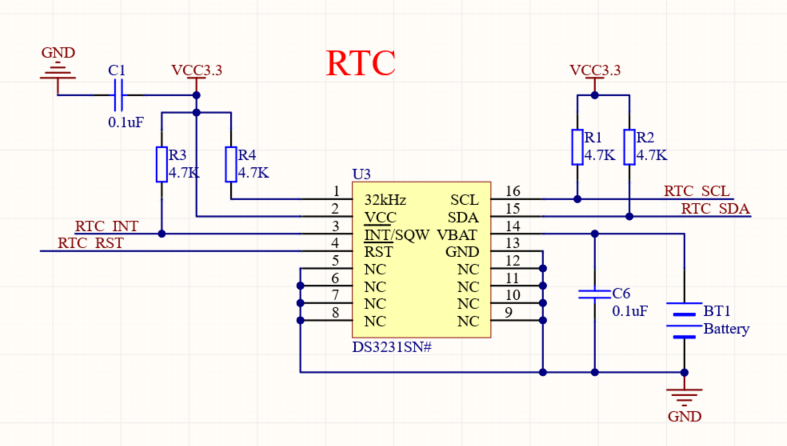 RTC
GND
C1
0.1uF
VCC3.3
R3
4.7K
R4
4.7K
VCC3.3
R1
4.7K
R2
4.7K
RTC_INT
RTC_RST
RTC_SCL
RTC_SDA
U3
1 32kHz SCL 16
2 VCC SDA 15
3 INT/SQW VBAT 14
4 RST GND 13
5 NC NC 12
6 NC NC 11
7 NC NC 10
8 NC NC 9
DS3231SN#
C6
0.1uF
BT1
Battery
GND